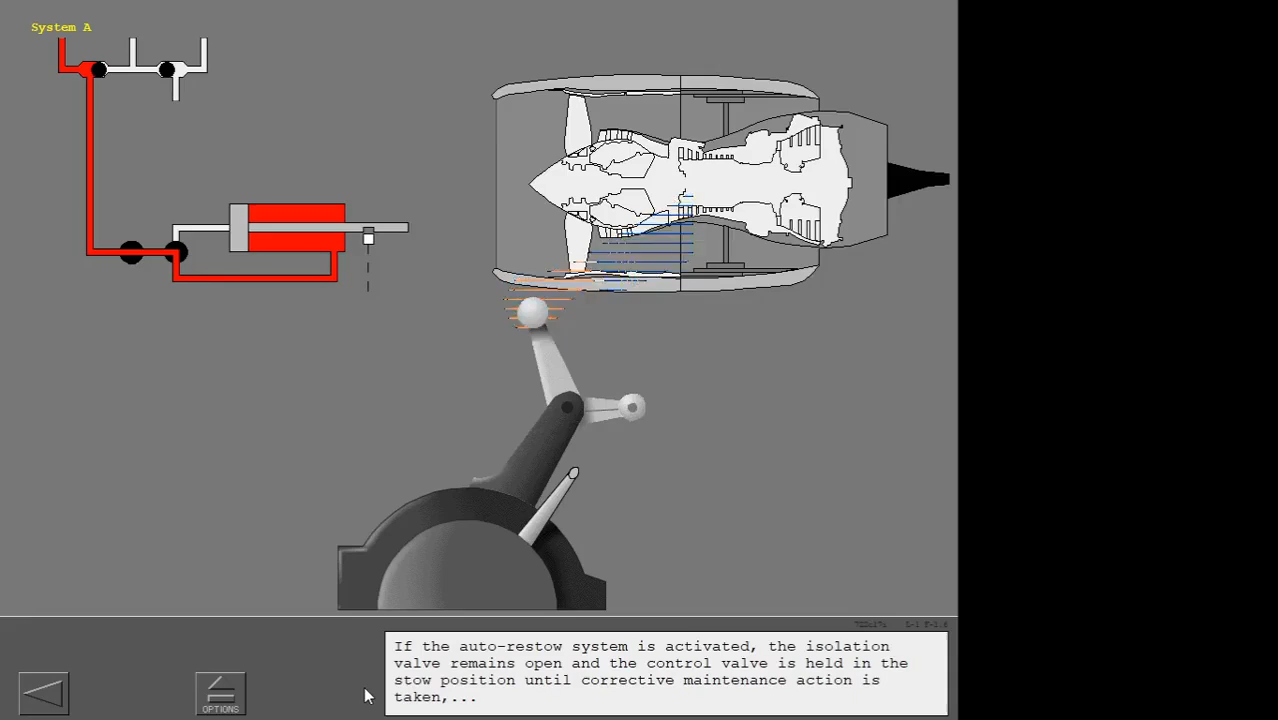 System A
If the auto-restow system is activated, the isolation
valve remains open and the control valve is held in the
stow position until corrective maintenance action is
taken,...
OPTIONS